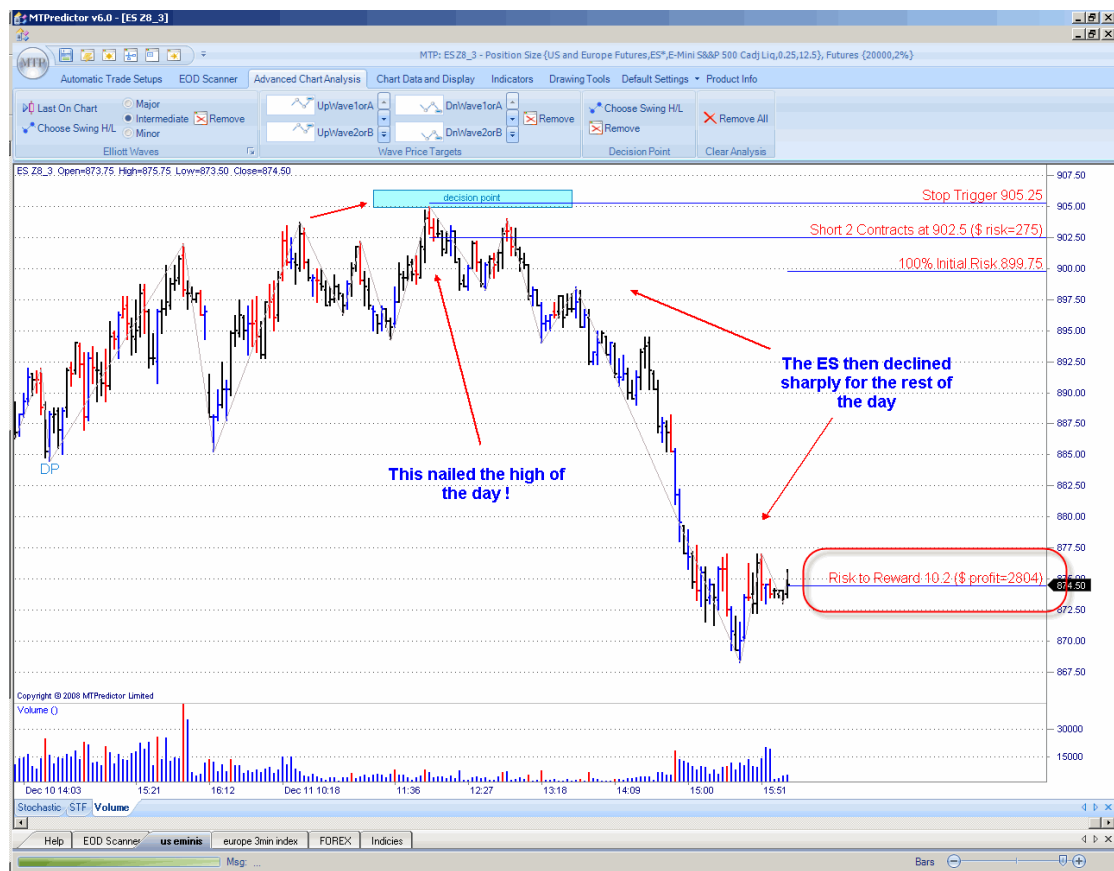 MTPredictor v6.0 - [ES Z8_3]
MTP
MTP: ES Z8_3 - Position Size {US and Europe Futures,ES*,E-Mini S&P 500 Cadj Liq,0.25,12.5}, Futures {20000,2%}
Automatic Trade Setups EOD Scanner Advanced Chart Analysis Chart Data and Display Indicators Drawing Tools Default Settings Product Info
Last On Chart
Choose Swing H/L
Major
Intermediate
Minor
Remove
Elliott Waves
UpWave1orA
UpWave2orB
DnWave1orA
DnWave2orB
Remove
Wave Price Targets
Choose Swing H/L
Remove
Decision Point
Remove All
Clear Analysis
ES Z8_3 Open=873.75 High=875.75 Low=873.50 Close=874.50
907.50
decision point
Stop Trigger 905.25
905.00
Short 2 Contracts at 902.5 ($ risk=275)
902.50
100% Initial Risk 899.75
900.00
897.50
895.00
The ES then declined
sharply for the rest of
the day
892.50
890.00
887.50
885.00
DP
This nailed the high of
the day !
882.50
880.00
877.50
Risk to Reward 10.2 ($ profit=2804)
875.00
874.50
872.50
870.00
867.50
Copyright © 2008 MTPredictor Limited
Volume ()
30000
15000
Dec 10 14:03 15:21 16:12 Dec 11 10:18 11:36 12:27 13:18 14:09 15:00 15:51
Stochastic STF Volume
Help EOD Scanner us eminis europe 3min index FOREX Indicies
Msg: ...
Bars